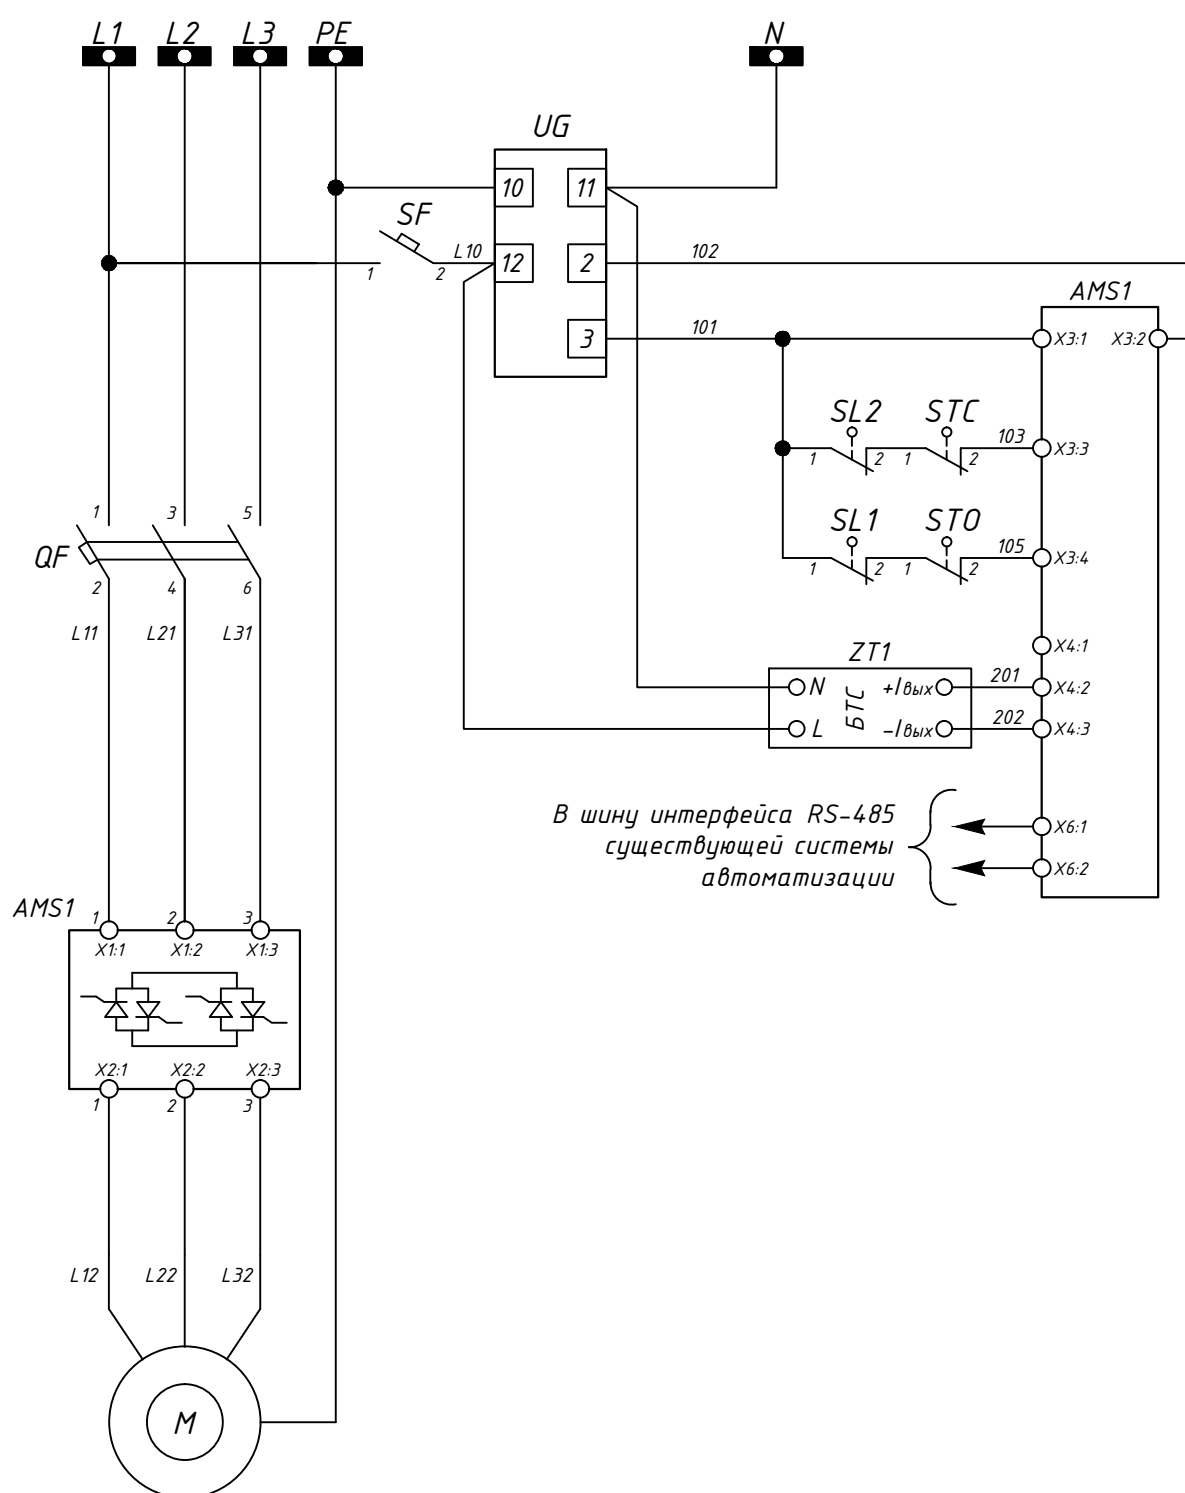 L1 L2 L3 PE N
UG
10 11
SF
L10
1 2
12 2 102
AMS1
3 101 X3:1 X3:2
SL2 STC
103
1 2 1 2 X3:3
1 3 5
SL1 STO
QF
105
1 2 1 2 X3:4
2 4 6
L11 L21 L31
X4:1
ZT1
N +Iвых 201 X4:2
БТС
L -Iвых 202 X4:3
В шину интерфейса RS-485
существующей системы
автоматизации
X6:1
X6:2
AMS1
1 2 3
X1:1 X1:2 X1:3
X2:1 X2:2 X2:3
1 2 3
L12 L22 L32
M